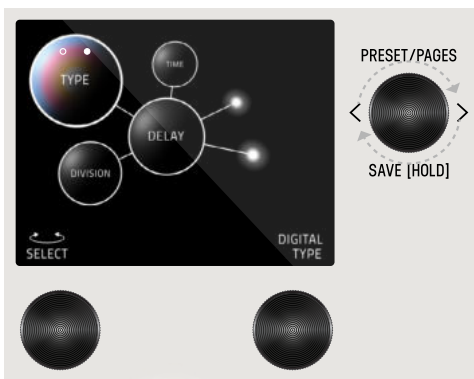 PRESET/PAGES
TYPE
TIME
DELAY
DIVISION
< >
SAVE [HOLD]
SELECT
DIGITAL
TYPE